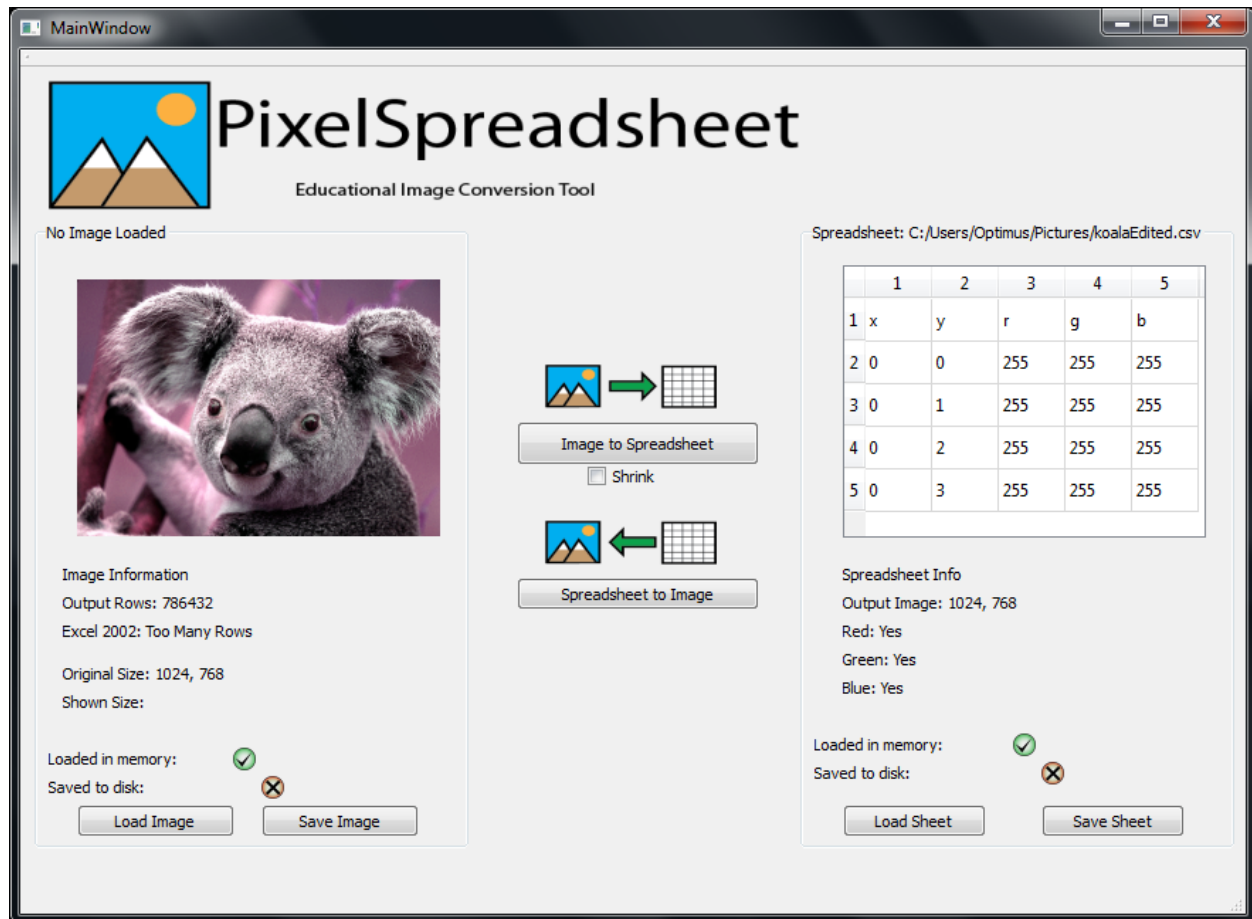 MainWindow
PixelSpreadsheet
Educational Image Conversion Tool
No Image Loaded
Image Information
Output Rows: 786432
Excel 2002: Too Many Rows
Original Size: 1024, 768
Shown Size:
Loaded in memory:
Saved to disk:
Load Image Save Image
Image to Spreadsheet
Shrink
Spreadsheet to Image
Spreadsheet: C:/Users/Optimus/Pictures/koalaEdited.csv
1 2 3 4 5
1 x y r g b
2 0 0 255 255 255
3 0 1 255 255 255
4 0 2 255 255 255
5 0 3 255 255 255
Spreadsheet Info
Output Image: 1024, 768
Red: Yes
Green: Yes
Blue: Yes
Loaded in memory:
Saved to disk:
Load Sheet Save Sheet